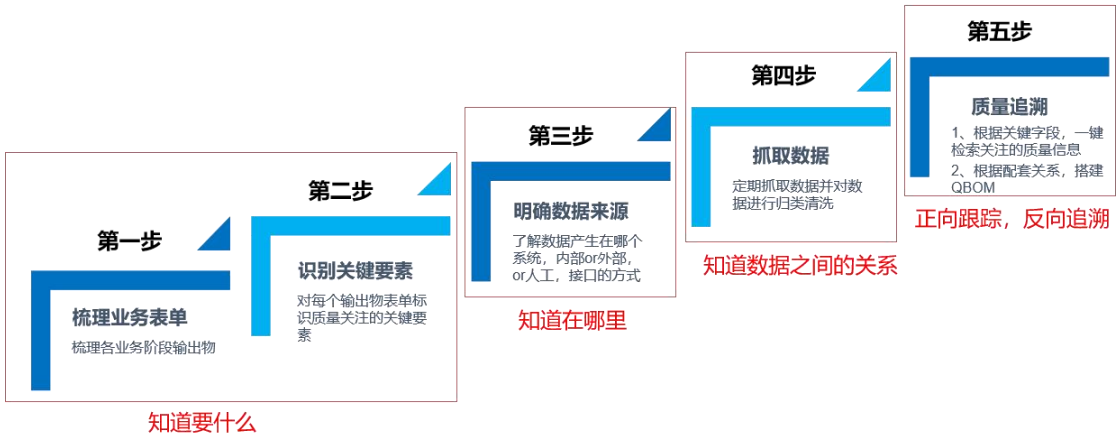 第一步
梳理业务表单
梳理各业务阶段输出物
第二步
识别关键要素
对每个输出物表单标
识质量关注的关键要
素
知道要什么
第三步
明确数据来源
了解数据产生在哪个
系统，内部or外部，
or人工，接口的方式
知道在哪里
第四步
抓取数据
定期抓取数据并对数
据进行归类清洗
知道数据之间的关系
第五步
质量追溯
1、根据关键字段，一键
检索关注的质量信息
2、根据配套关系，搭建
QBOM
正向跟踪，反向追溯